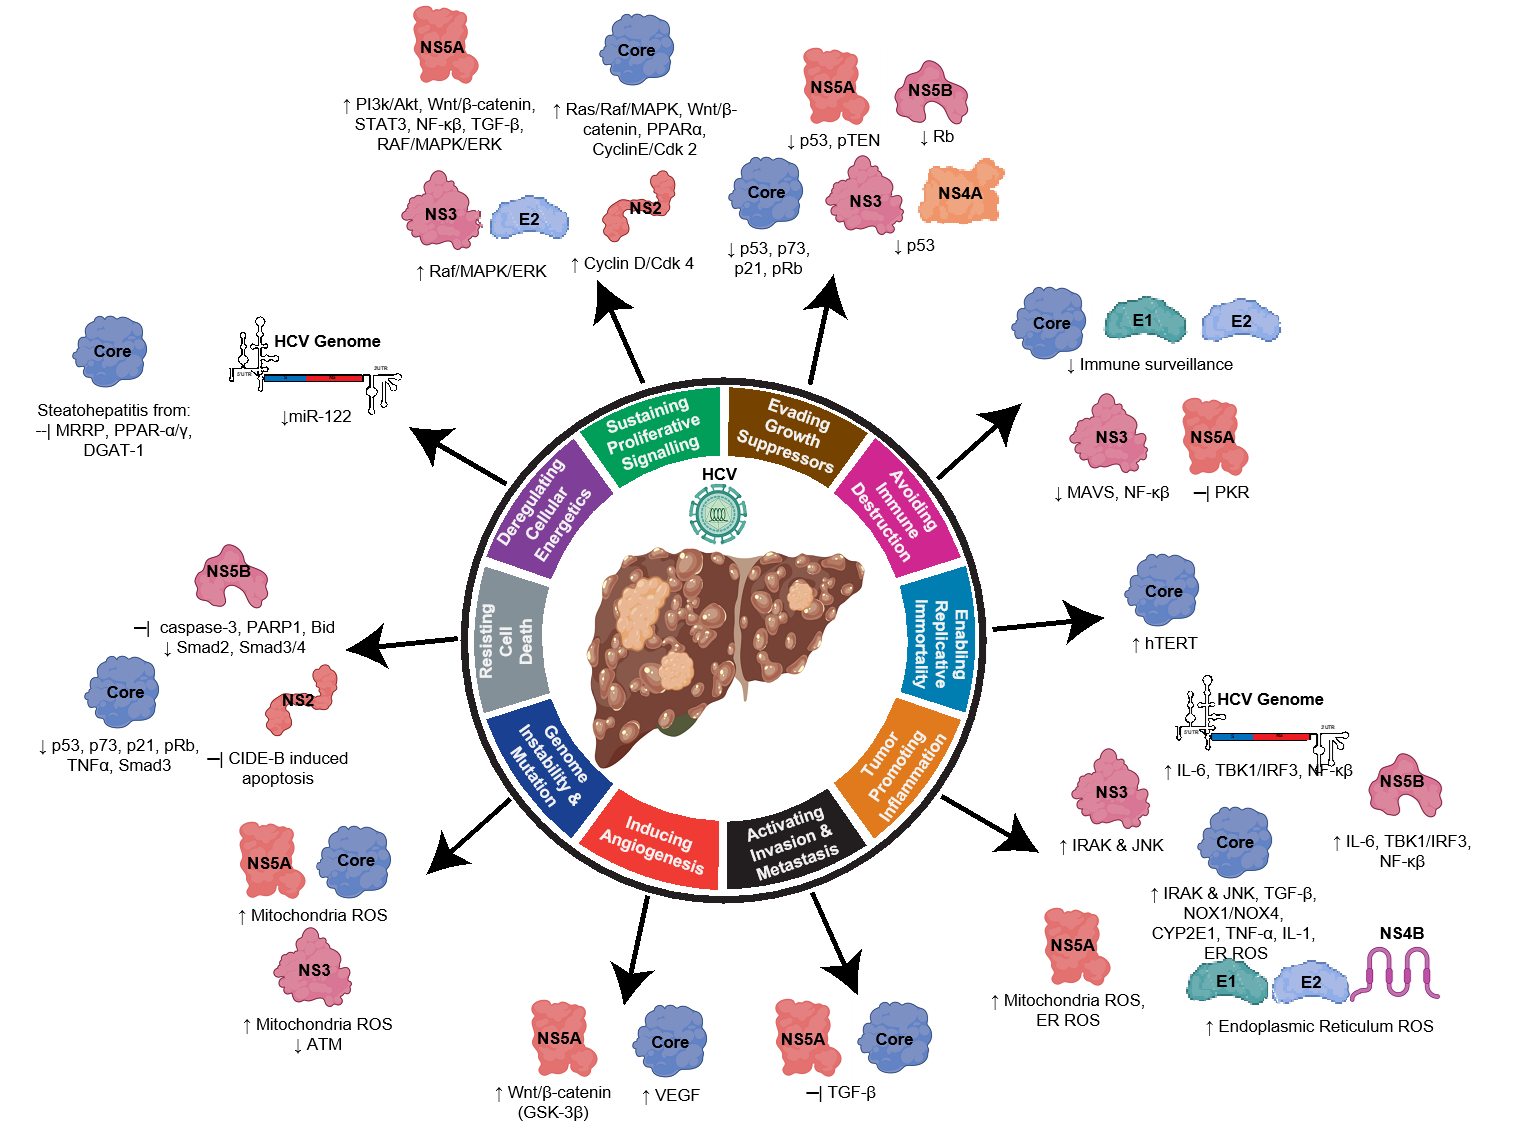 NS5A
Core
↑ PI3k/Akt, Wnt/β-catenin,
STAT3, NF-κβ, TGF-β,
RAF/MAPK/ERK
↑ Ras/Raf/MAPK, Wnt/β-
catenin, PPARα,
CyclinE/Cdk 2
NS3
E2
↑ Raf/MAPK/ERK
NS2
↑ Cyclin D/Cdk 4
NS5A
↓ p53, pTEN
NS5B
↓ Rb
Core
↓ p53, p73,
p21, pRb
NS3
NS4A
↓ p53
Core
E1
E2
↓ Immune surveillance
NS3
↓ MAVS, NF-κβ
NS5A
─| PKR
Core
↑ hTERT
HCV Genome
5'UTR
3'UTR
↑ IL-6, TBK1/IRF3, NF-κβ
NS3
↑ IRAK & JNK
NS5B
↑ IL-6, TBK1/IRF3,
NF-κβ
Core
↑ IRAK & JNK, TGF-β,
NOX1/NOX4,
CYP2E1, TNF-α, IL-1,
ER ROS
NS5A
↑ Mitochondria ROS,
ER ROS
E1
E2
NS4B
↑ Endoplasmic Reticulum ROS
NS5A
Core
─| TGF-β
NS5A
↑ Wnt/β-catenin
(GSK-3β)
Core
↑ VEGF
NS5A
Core
↑ Mitochondria ROS
NS3
↑ Mitochondria ROS
↓ ATM
NS5B
─| caspase-3, PARP1, Bid
↓ Smad2, Smad3/4
Core
↓ p53, p73, p21, pRb,
TNFα, Smad3
NS2
─| CIDE-B induced
apoptosis
Core
Steatohepatitis from:
--| MRRP, PPAR-α/γ,
DGAT-1
HCV Genome
5'UTR
3'UTR
↓miR-122
Sustaining
Proliferative
Signalling
Evading
Growth
Suppressors
Avoiding
Immune
Destruction
Enabling
Replicative
Immortality
Tumor
Promoting
Inflammation
Activating
Invasion &
Metastasis
Inducing
Angiogenesis
Genome
Instability &
Mutation
Resisting
Cell
Death
Deregulating
Cellular
Energetics
HCV